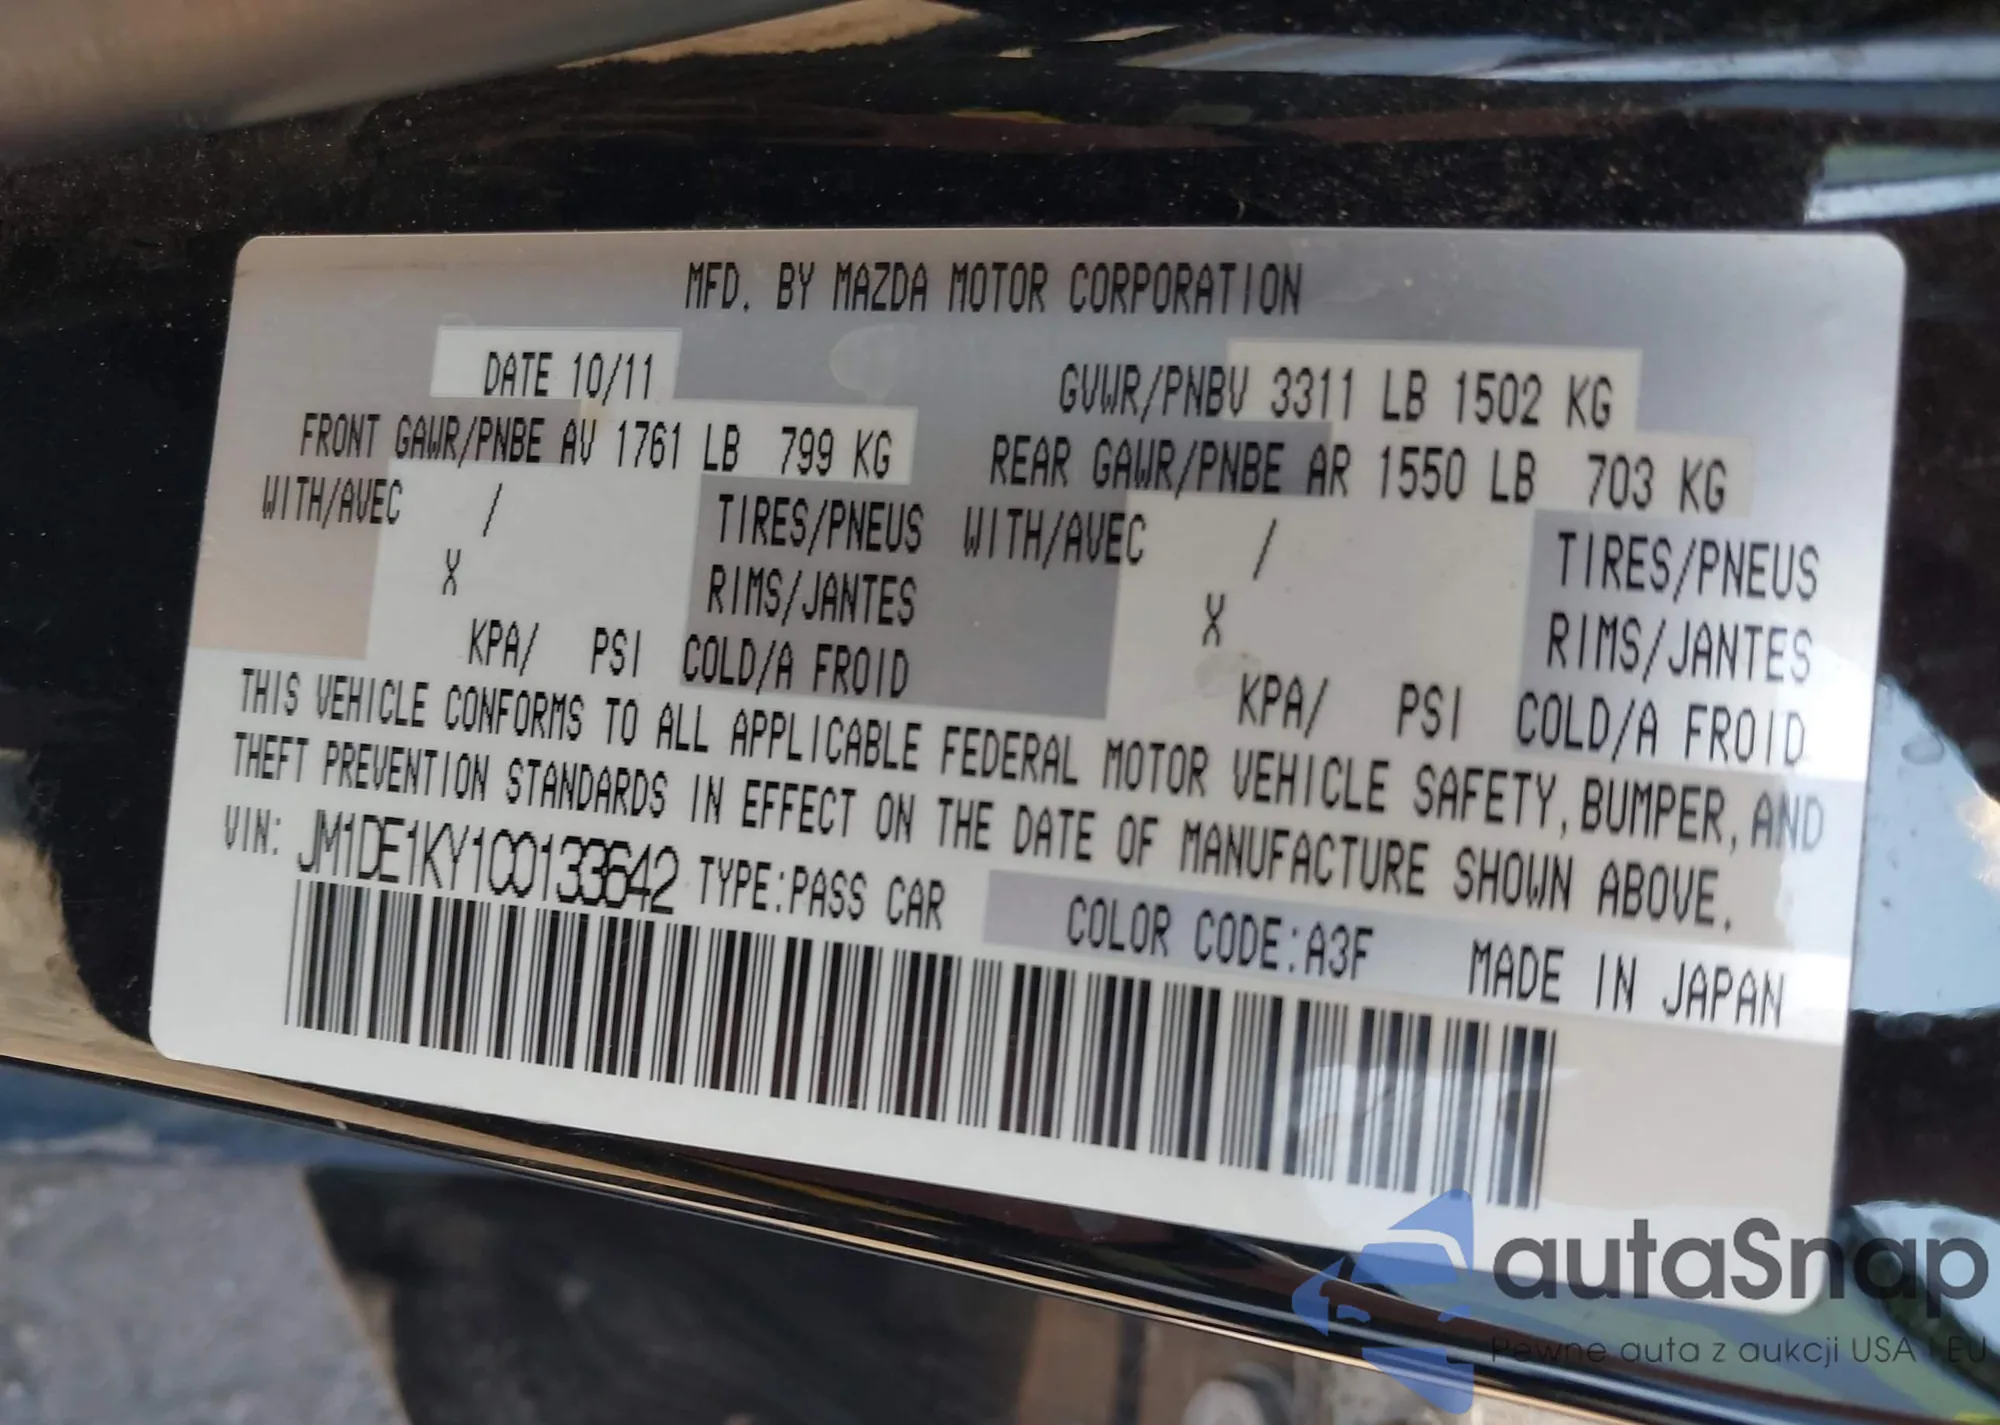 MFD. BY MAZDA MOTOR CORPORATION
DATE 10/11 GVWR/PNBV 3311 LB 1502 KG
FRONT GAWR/PNBE AV 1761 LB 799 KG REAR GAWR/PNBE AR 1550 LB 703 KG
WITH/AVEC / TIRES/PNEUS WITH/AVEC / TIRES/PNEUS
X RIMS/JANTES X RIMS/JANTES
KPA/ PSI COLD/A FROID KPA/ PSI COLD/A FROID
THIS VEHICLE CONFORMS TO ALL APPLICABLE FEDERAL MOTOR VEHICLE SAFETY,BUMPER,AND
THEFT PREVENTION STANDARDS IN EFFECT ON THE DATE OF MANUFACTURE SHOWN ABOVE.
VIN: JM1DE1KY1C0133642 TYPE:PASS CAR COLOR CODE:A3F MADE IN JAPAN
autaSnap
Pewne auta z aukcji USA i EU